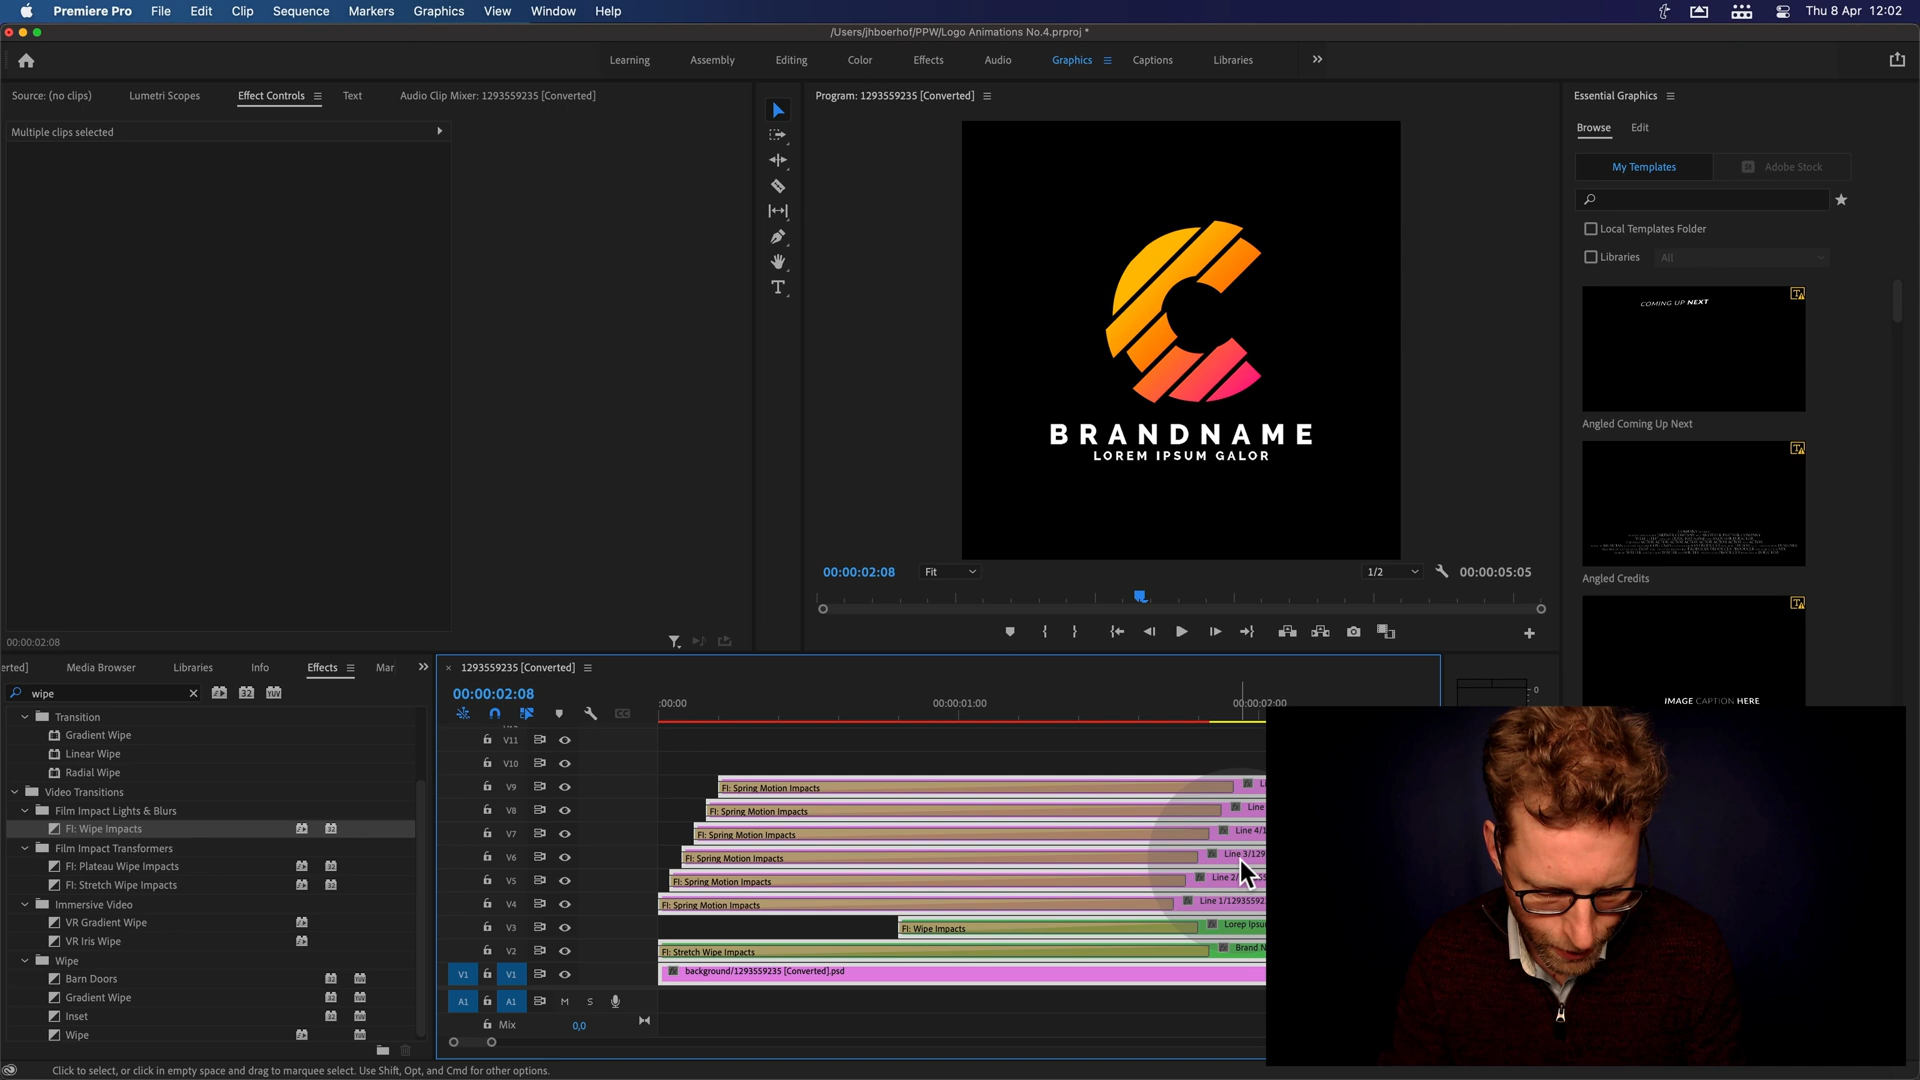 Premiere Pro File Edit Clip Sequence Markers Graphics View Window Help
Thu 8 Apr 12:02
/Users/jhboerhof/PPW/Logo Animations No.4.prproj *
Learning Assembly Editing Color Effects Audio Graphics Captions Libraries
Source: (no clips) Lumetri Scopes Effect Controls Text Audio Clip Mixer: 1293559235 [Converted]
Multiple clips selected
00:00:02:08
Program: 1293559235 [Converted]
BRANDNAME
LOREM IPSUM GALOR
00:00:02:08 Fit 1/2 00:00:05:05
Essential Graphics
Browse Edit
My Templates Adobe Stock
Local Templates Folder
Libraries All
COMING UP NEXT
Angled Coming Up Next
Angled Credits
IMAGE CAPTION HERE
erted] Media Browser Libraries Info Effects Mar
wipe
Transition
Gradient Wipe
Linear Wipe
Radial Wipe
Video Transitions
Film Impact Lights & Blurs
FI: Wipe Impacts
Film Impact Transformers
FI: Plateau Wipe Impacts
FI: Stretch Wipe Impacts
Immersive Video
VR Gradient Wipe
VR Iris Wipe
Wipe
Barn Doors
Gradient Wipe
Inset
Wipe
1293559235 [Converted]
00:00:02:08
:00:00 00:00:01:00 00:00:02:00
V11
V10
V9 FI: Spring Motion Impacts
V8 FI: Spring Motion Impacts Line
V7 FI: Spring Motion Impacts Line 4/1
V6 FI: Spring Motion Impacts Line 3/129
V5 FI: Spring Motion Impacts Line 2/
V4 FI: Spring Motion Impacts Line 1/12935592
V3 FI: Wipe Impacts Lorep Ipsu
V2 FI: Stretch Wipe Impacts Brand N
V1 V1 background/1293559235 [Converted].psd
A1 A1 M S
Mix 0,0
0
Click to select, or click in empty space and drag to marquee select. Use Shift, Opt, and Cmd for other options.